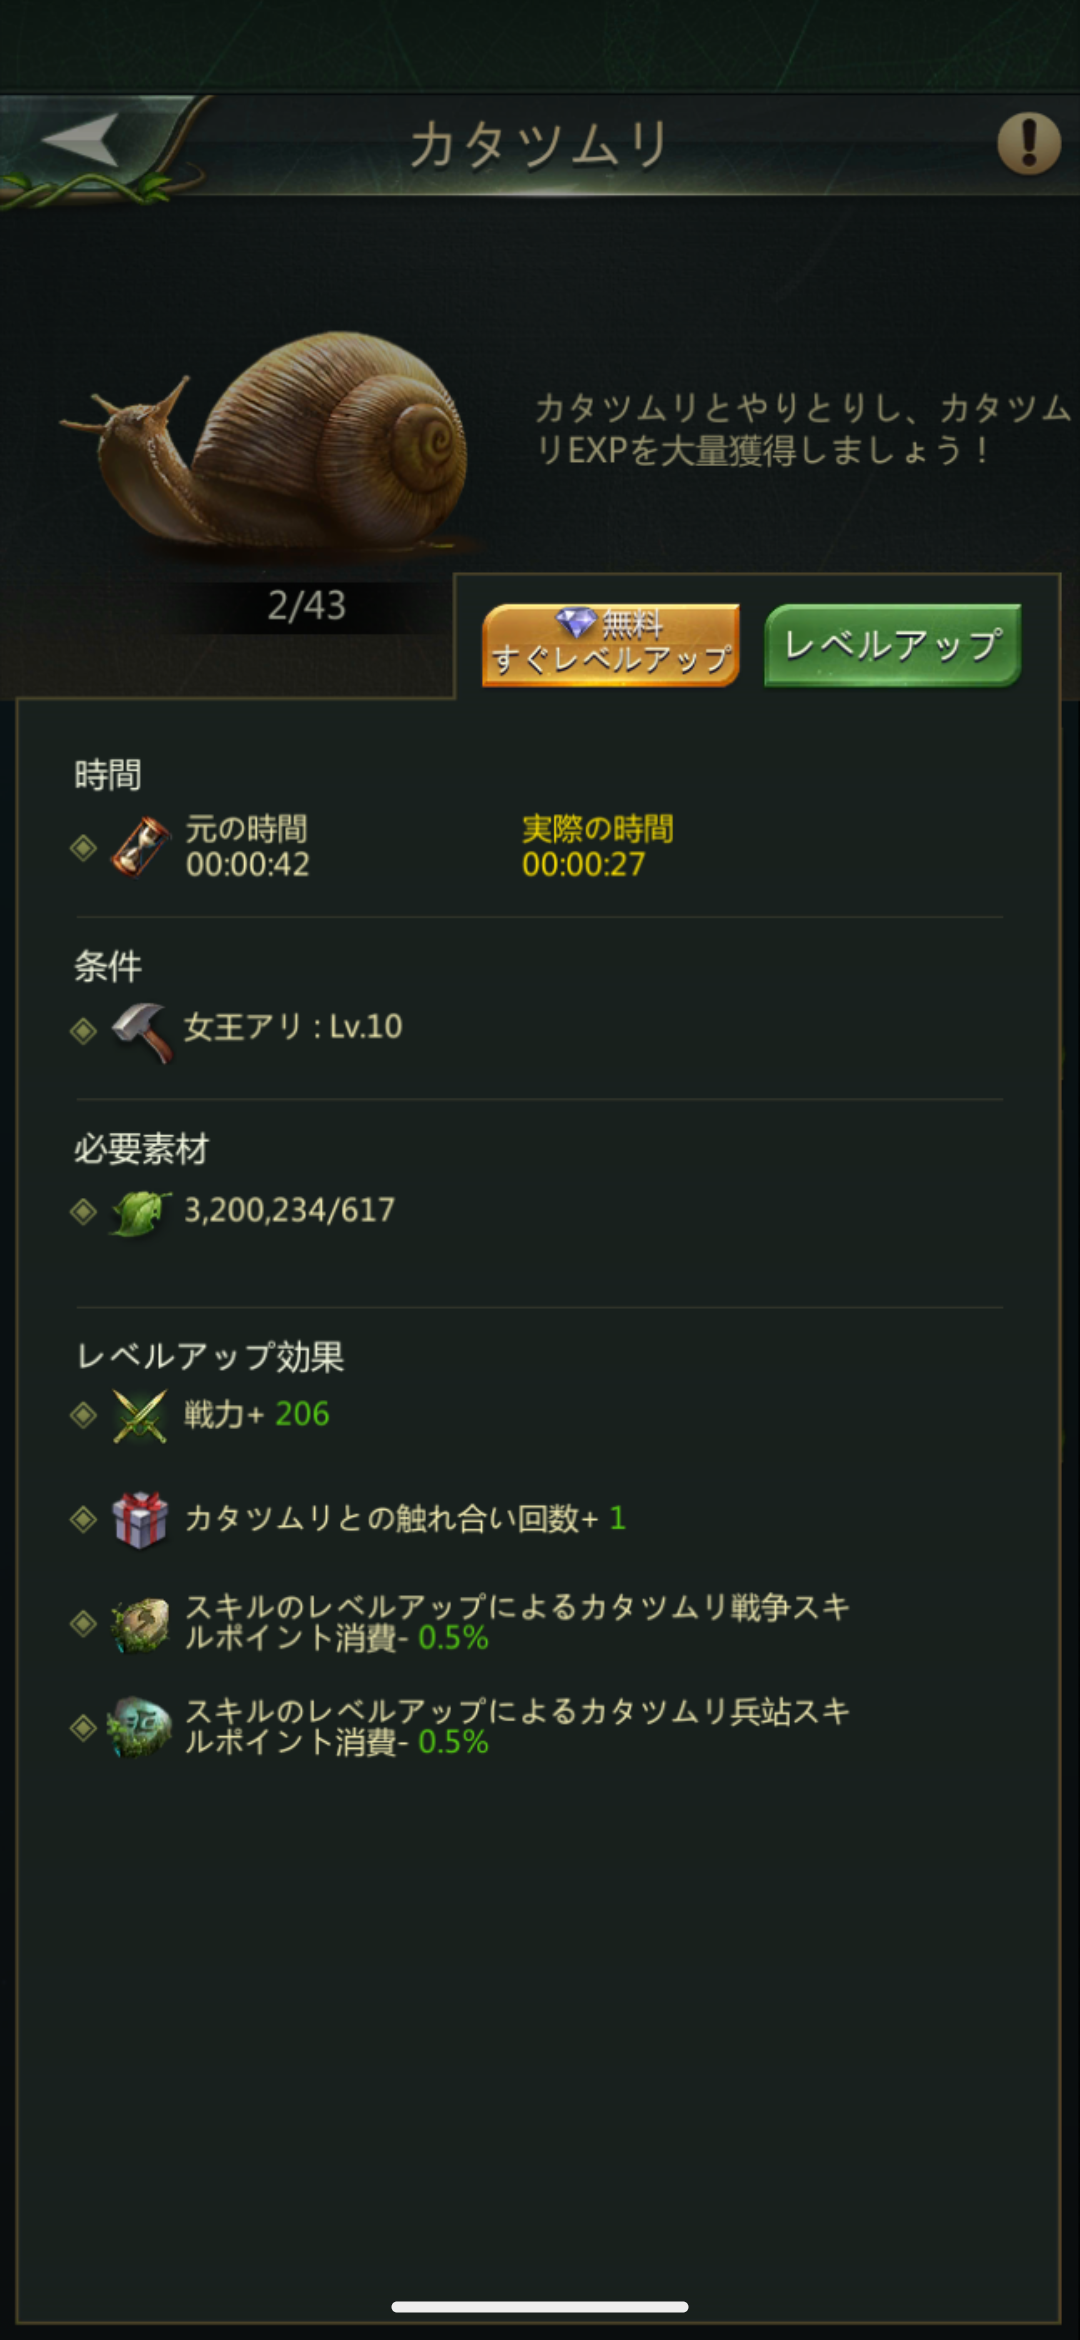 カタツムリ
カタツムリとやりとりし、カタツム
リEXPを大量獲得しましょう！
2/43
無料
すぐレベルアップ
レベルアップ
時間
元の時間
実際の時間
00:00:42
00:00:27
条件
女王アリ : Lv.10
必要素材
3,200,234/617
レベルアップ効果
戦力+ 206
カタツムリとの触れ合い回数+ 1
スキルのレベルアップによるカタツムリ戦争スキ
ルポイント消費- 0.5%
スキルのレベルアップによるカタツムリ兵站スキ
ルポイント消費- 0.5%